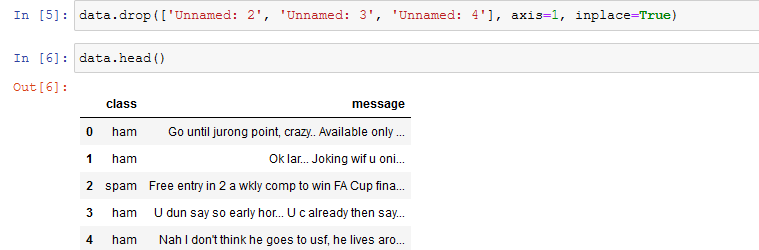 In [5]: data.drop(['Unnamed: 2', 'Unnamed: 3', 'Unnamed: 4'], axis=1, inplace=True)
In [6]: data.head()
Out[6]:
class message
0 ham Go until jurong point, crazy.. Available only ...
1 ham Ok lar... Joking wif u oni...
2 spam Free entry in 2 a wkly comp to win FA Cup fina...
3 ham U dun say so early hor... U c already then say...
4 ham Nah I don't think he goes to usf, he lives aro...